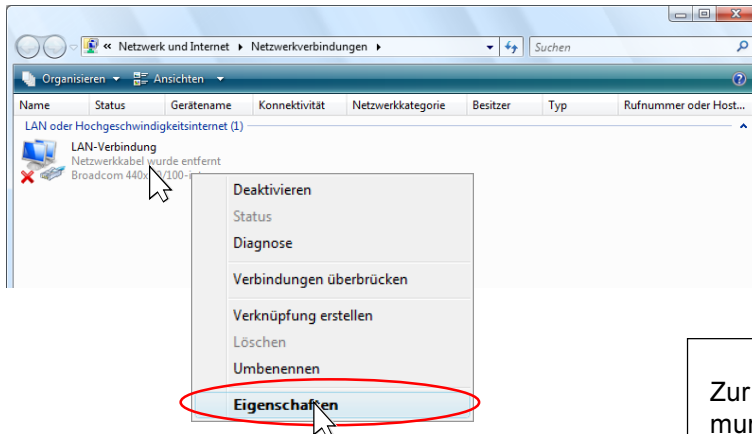 « Netzwerk und Internet Netzwerkverbindungen Suchen
Organisieren Ansichten ?
Name Status Gerätename Konnektivität Netzwerkkategorie Besitzer Typ Rufnummer oder Host...
LAN oder Hochgeschwindigkeitsinternet (1)
LAN-Verbindung
Netzwerkkabel wurde entfernt
Broadcom
Deaktivieren
Status
Diagnose
Verbindungen überbrücken
Verknüpfung erstellen
Löschen
Umbenennen
Eigenschaften
Zur